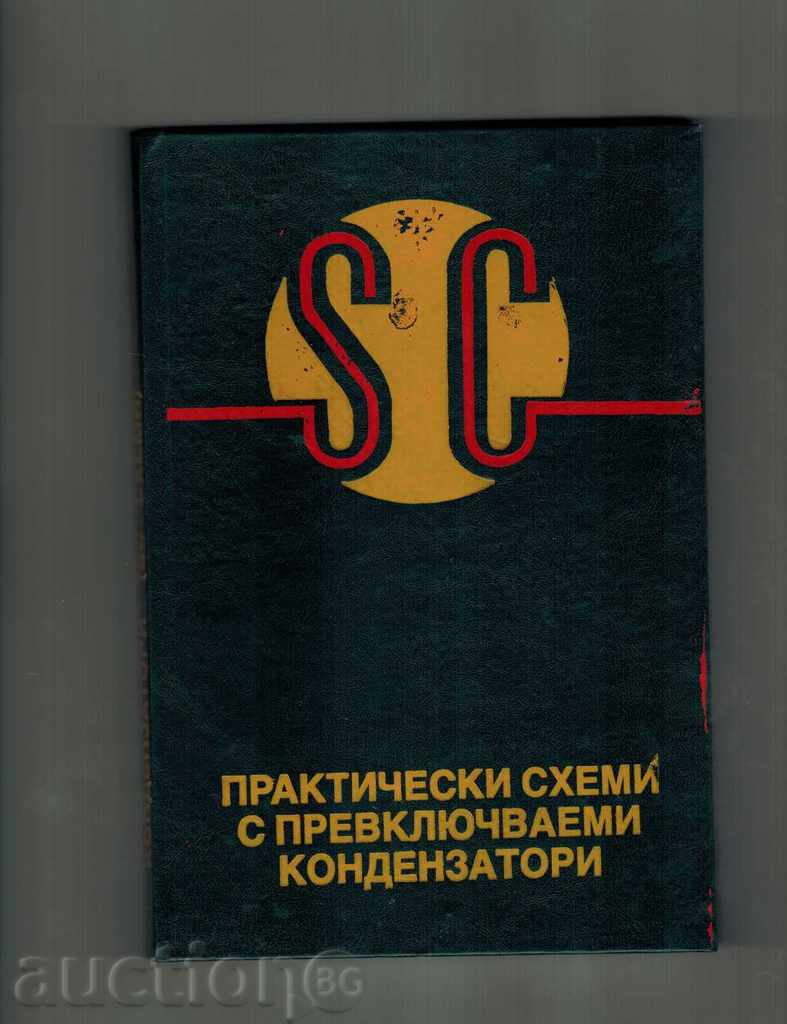 SC
ПРАКТИЧЕСКИ СХЕМИ
С ПРЕВКЛЮЧВАЕМИ
КОНДЕНЗАТОРИ
auction BG